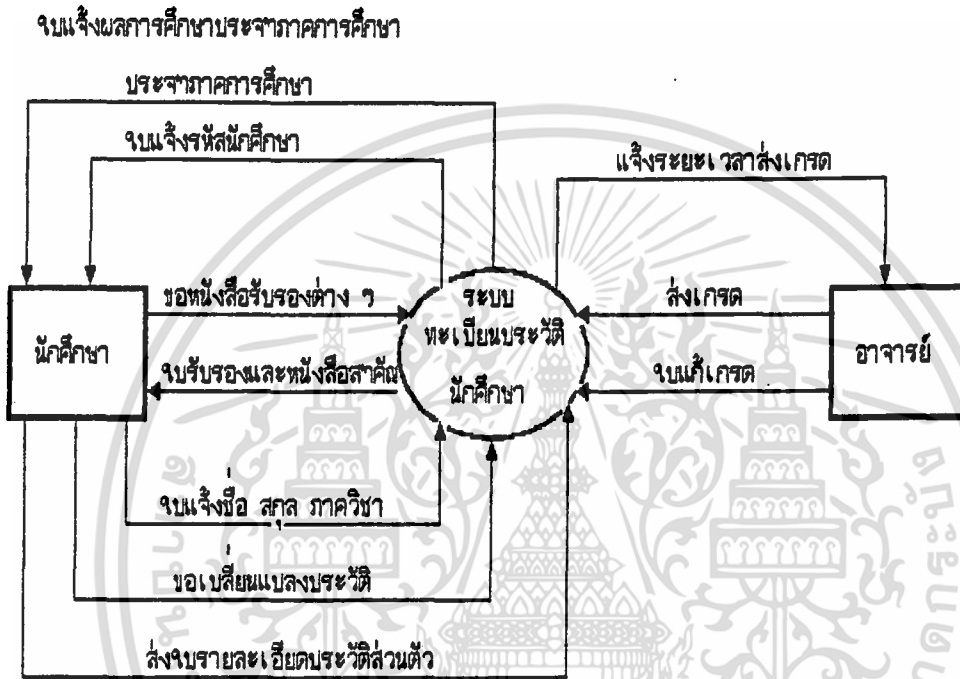 ใบแจ้งผลการศึกษาประจำภาคการศึกษา
ประจำภาคการศึกษา
ใบแจ้งรหัสนักศึกษา
แจ้งระยะเวลาส่งเกรด
ขอหนังสือรับรองต่าง ๆ
ระบบ
ส่งเกรด
ทะเบียนประวัติ
นักศึกษา
อาจารย์
ใบรับรองและหนังสือสำคัญ
นักศึกษา
ใบแก้เกรด
ใบแจ้งชื่อ สกุล ภาควิชา
ขอเปลี่ยนแปลงประวัติ
ส่งใบรายละเอียดประวัติส่วนตัว